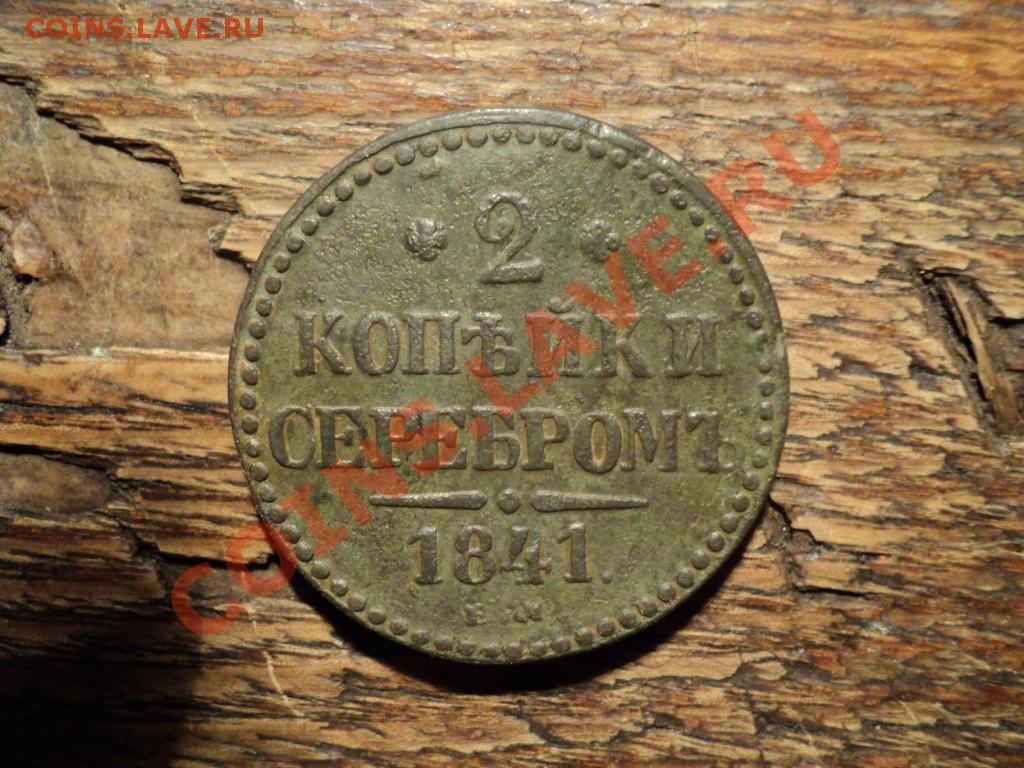 COINS.LAVE.RU
2
КОПѢЙКИ
СЕРЕБРОМЪ
1841.
Е М
COINS.LAVE.RU